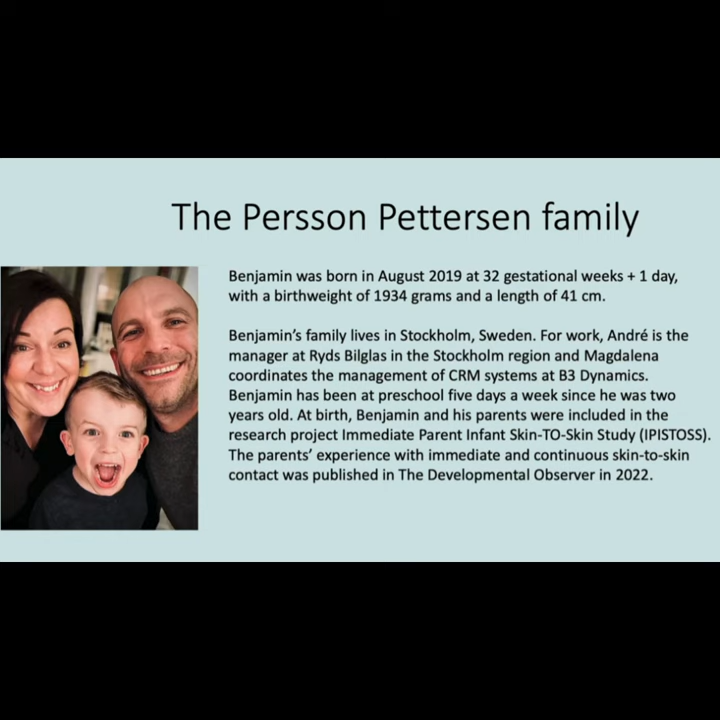 The Persson Pettersen family
Benjamin was born in August 2019 at 32 gestational weeks + 1 day,
with a birthweight of 1934 grams and a length of 41 cm.
Benjamin’s family lives in Stockholm, Sweden. For work, André is the
manager at Ryds Bilglas in the Stockholm region and Magdalena
coordinates the management of CRM systems at B3 Dynamics.
Benjamin has been at preschool five days a week since he was two
years old. At birth, Benjamin and his parents were included in the
research project Immediate Parent Infant Skin-TO-Skin Study (IPISTOSS).
The parents’ experience with immediate and continuous skin-to-skin
contact was published in The Developmental Observer in 2022.